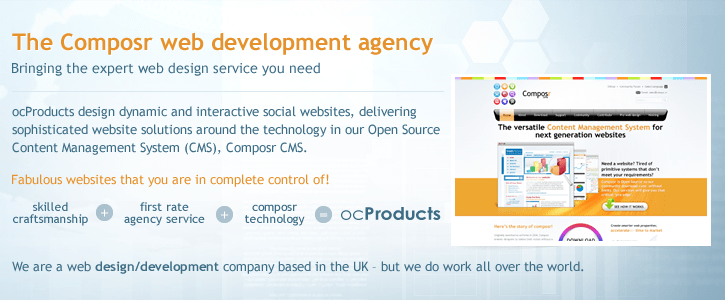 The Composr web development agency
Bringing the expert web design service you need
ocProducts design dynamic and interactive social websites, delivering
sophisticated website solutions around the technology in our Open Source
Content Management System (CMS), Composr CMS.
Fabulous websites that you are in complete control of!
skilled
craftsmanship
+
first rate
agency service
+
composr
technology
=
ocProducts
We are a web design/development company based in the UK - but we do work all over the world.
Composr
The versatile Content Management System for
next generation websites
Need a website? Tired of
primitive systems that don't
meet your requirements?
SEE HOW IT WORKS
Here's the story of composr!
DOWNLOAD